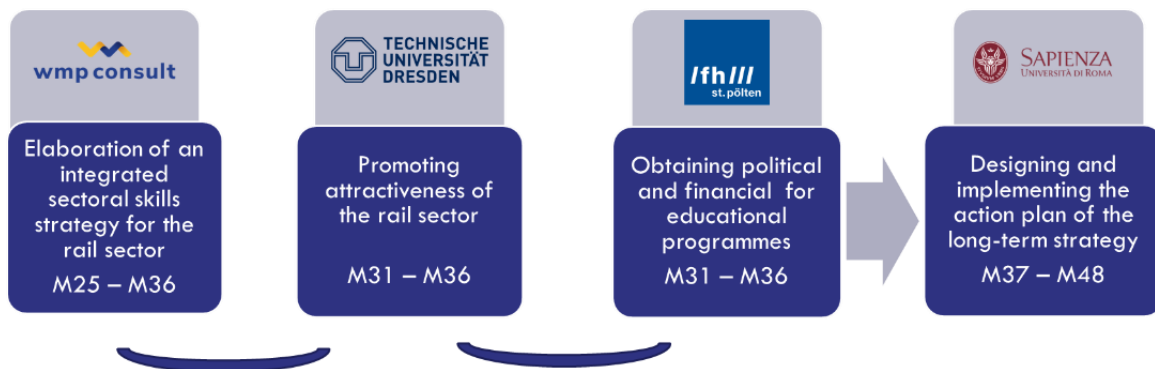 wmp consult
TECHNISCHE
UNIVERSITÄT
DRESDEN
/fh///
st.pölten
SAPIENZA
UNIVERSITÀ DI ROMA
Elaboration of an
integrated
sectoral skills
strategy for the
rail sector
M25 – M36
Promoting
attractiveness of
the rail sector
M31 – M36
Obtaining political
and financial for
educational
programmes
M31 – M36
Designing and
implementing the
action plan of the
long-term strategy
M37 – M48